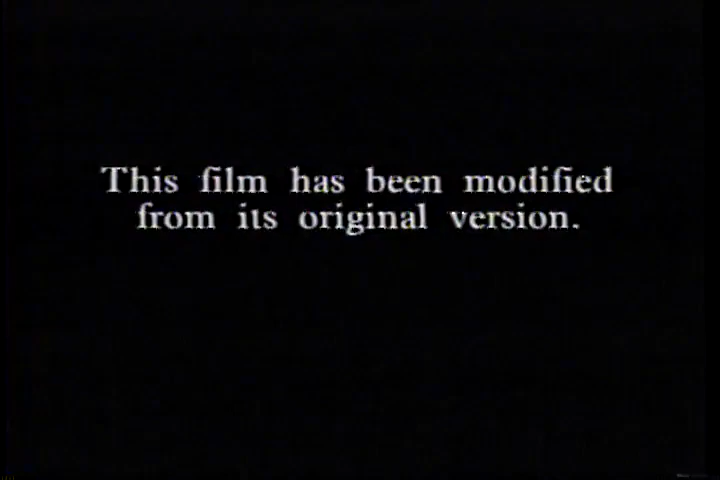 This film has been modified
from its original version.